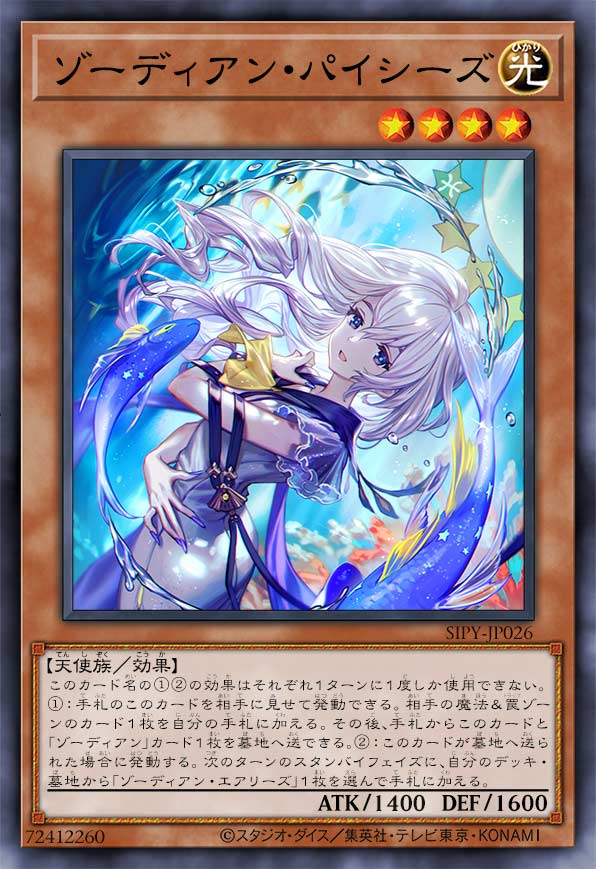 ゾーディアン・パイシーズ
光
SIPY-JP026
【天使族/効果】
このカード名の①②の効果はそれぞれ1ターンに1度しか使用できない。
①:手札のこのカードを相手に見せて発動できる。相手の魔法&罠ゾー
ンのカード1枚を自分の手札に加える。その後、手札からこのカードと
「ゾーディアン」カード1枚を墓地へ送できる。②:このカードが墓地へ送ら
れた場合に発動する。次のターンのスタンバイフェイズに、自分のデッキ・
墓地から「ゾーディアン・エアリーズ」1枚を選んで手札に加える。
ATK/1400 DEF/1600
72412260
©スタジオ・ダイス/集英社・テレビ東京・KONAMI